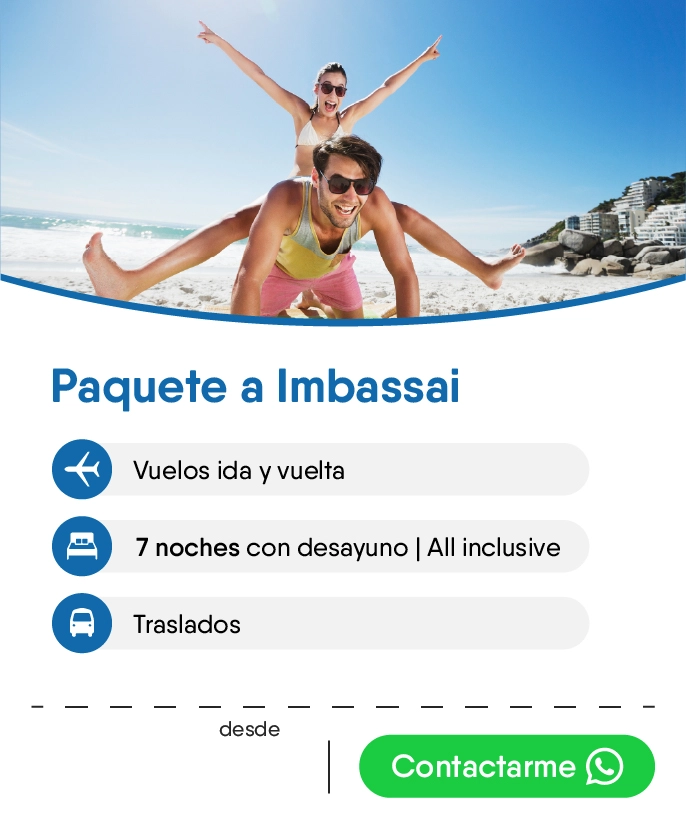 Paquete a Imbassai
Vuelos ida y vuelta
7 noches con desayuno | All inclusive
Traslados
desde
Contactarme